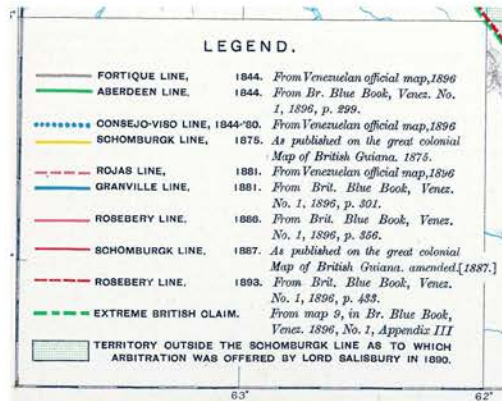 7°
LEGEND.
FORTIQUE LINE, 1844. From Venezuelan official map, 1896
ABERDEEN LINE, 1844. From Br. Blue Book, Venez. No.
1, 1896, p. 299.
CONSEJO-VISO LINE, 1844-'80. From Venezuelan official map, 1896
SCHOMBURGK LINE, 1875. As published on the great colonial
Map of British Guiana. 1875.
ROJAS LINE, 1881. From Venezuelan official map, 1896
GRANVILLE LINE, 1881. From Brit. Blue Book, Venez.
No. 1, 1896, p. 301.
ROSEBERY LINE, 1886. From Brit. Blue Book, Venez.
No. 1, 1896, p. 356.
SCHOMBURGK LINE, 1887. As published on the great colonial
Map of British Guiana. amended.[1887.]
ROSEBERY LINE, 1893. From Brit. Blue Book, Venez.
No. 1, 1896, p. 433.
EXTREME BRITISH CLAIM. From map 9, in Br. Blue Book,
Venez. 1896, No. 1, Appendix III
TERRITORY OUTSIDE THE SCHOMBURGK LINE AS TO WHICH
ARBITRATION WAS OFFERED BY LORD SALISBURY IN 1890.
63° 62°